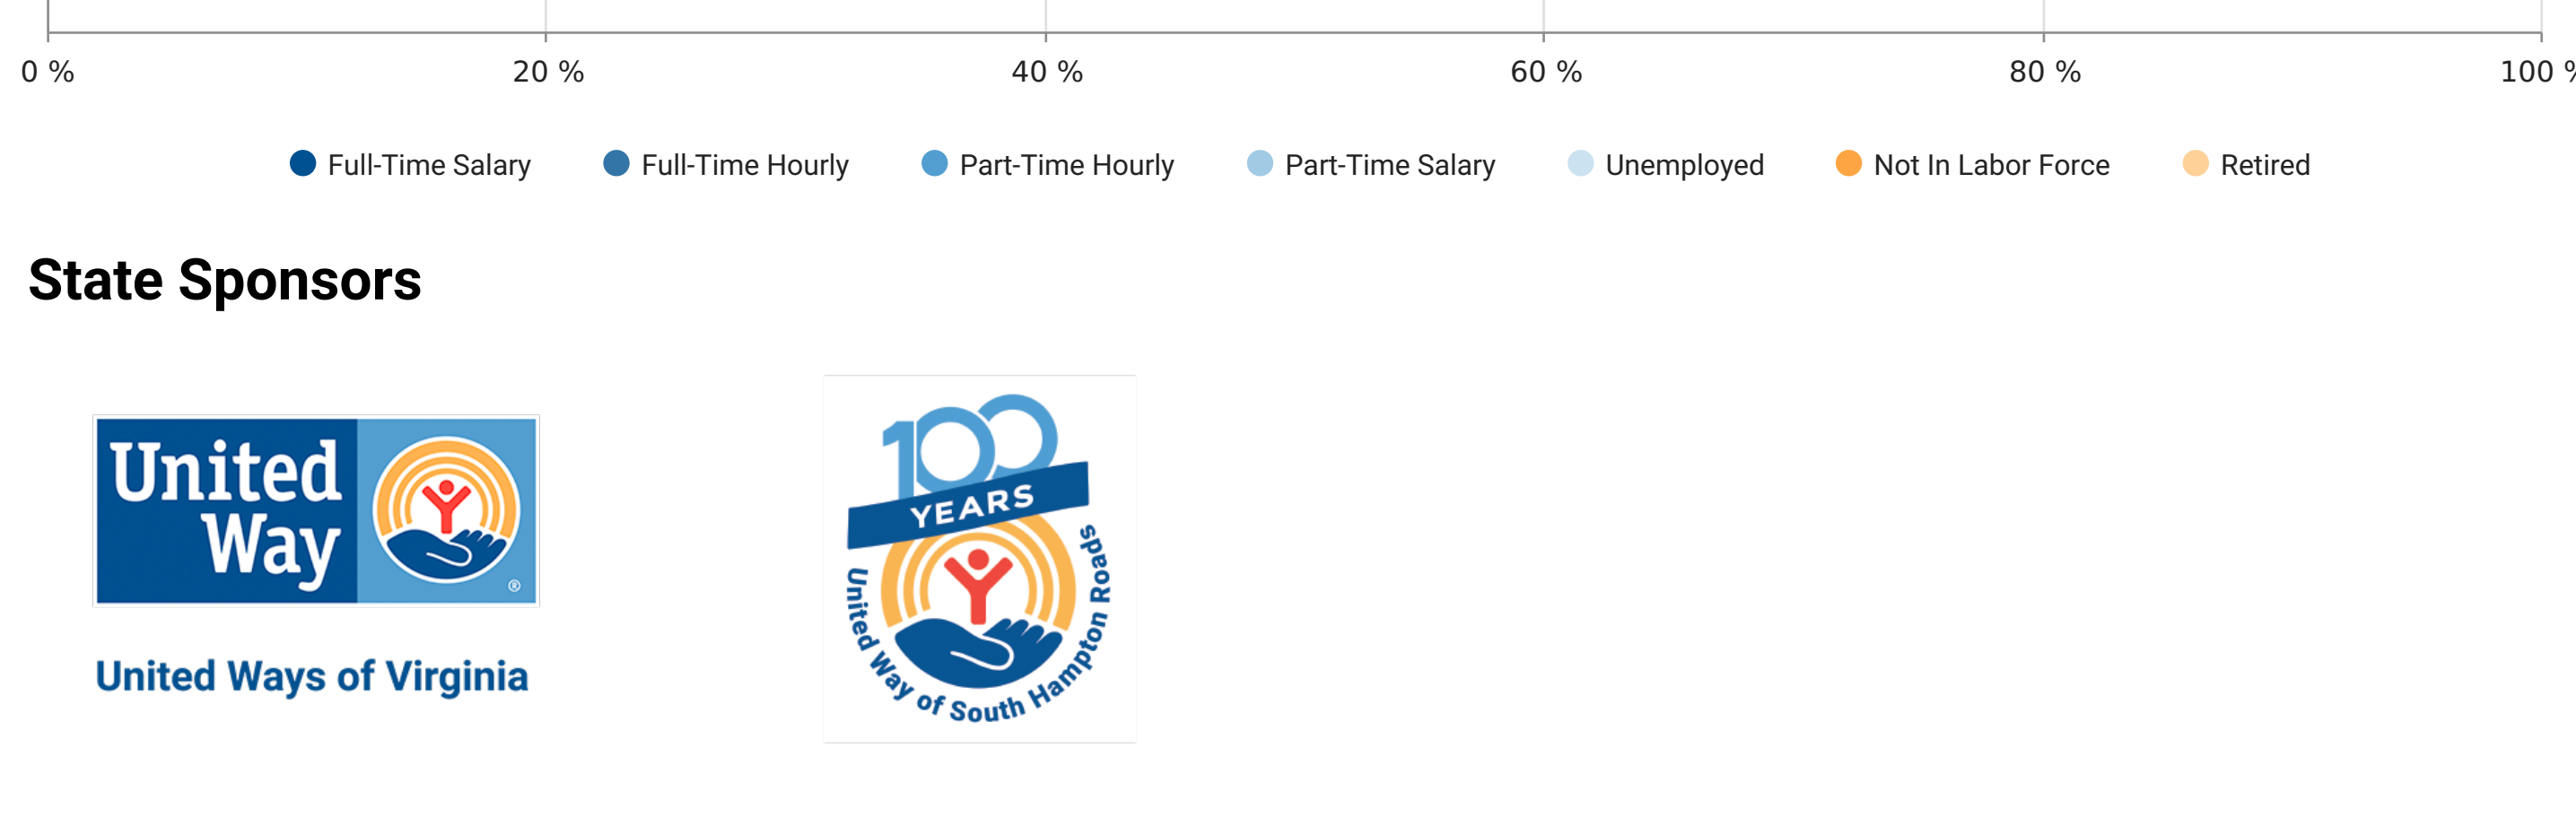 0 % 20 % 40 % 60 % 80 % 100 %
Full-Time Salary Full-Time Hourly Part-Time Hourly Part-Time Salary Unemployed Not In Labor Force Retired
State Sponsors
United
Way
®
United Ways of Virginia
100
YEARS
United Way of South Hampton Roads